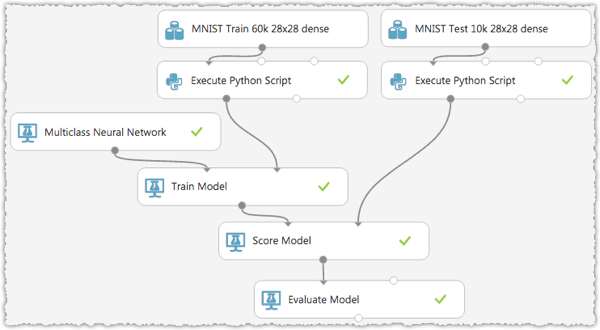 MNIST Train 60k 28x28 dense
MNIST Test 10k 28x28 dense
Execute Python Script
Execute Python Script
Multiclass Neural Network
Train Model
Score Model
Evaluate Model